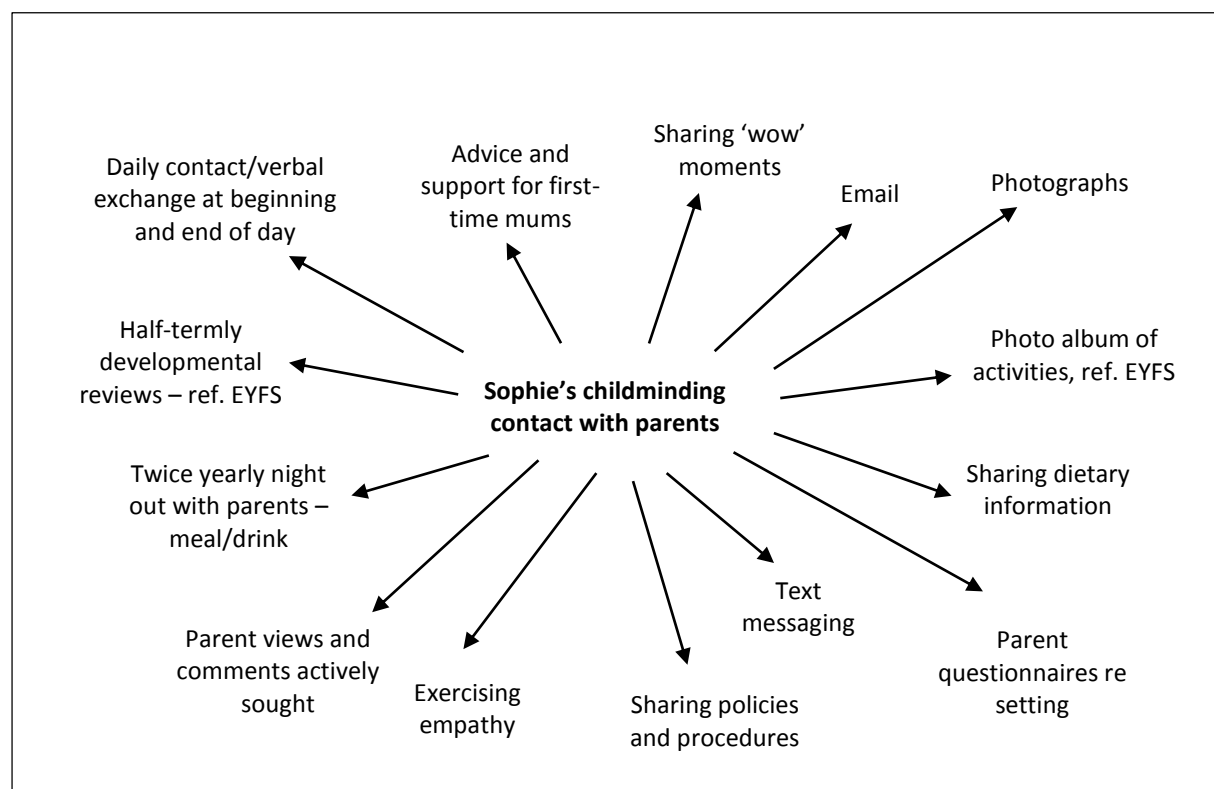 Daily contact/verbal
exchange at beginning
and end of day
Advice and
support for first-
time mums
Sharing ‘wow’
moments
Email
Photographs
Half-termly
developmental
reviews – ref. EYFS
Photo album of
activities, ref. EYFS
Sophie’s childminding
contact with parents
Twice yearly night
out with parents –
meal/drink
Sharing dietary
information
Parent views and
comments actively
sought
Exercising
empathy
Sharing policies
and procedures
Text
messaging
Parent
questionnaires re
setting